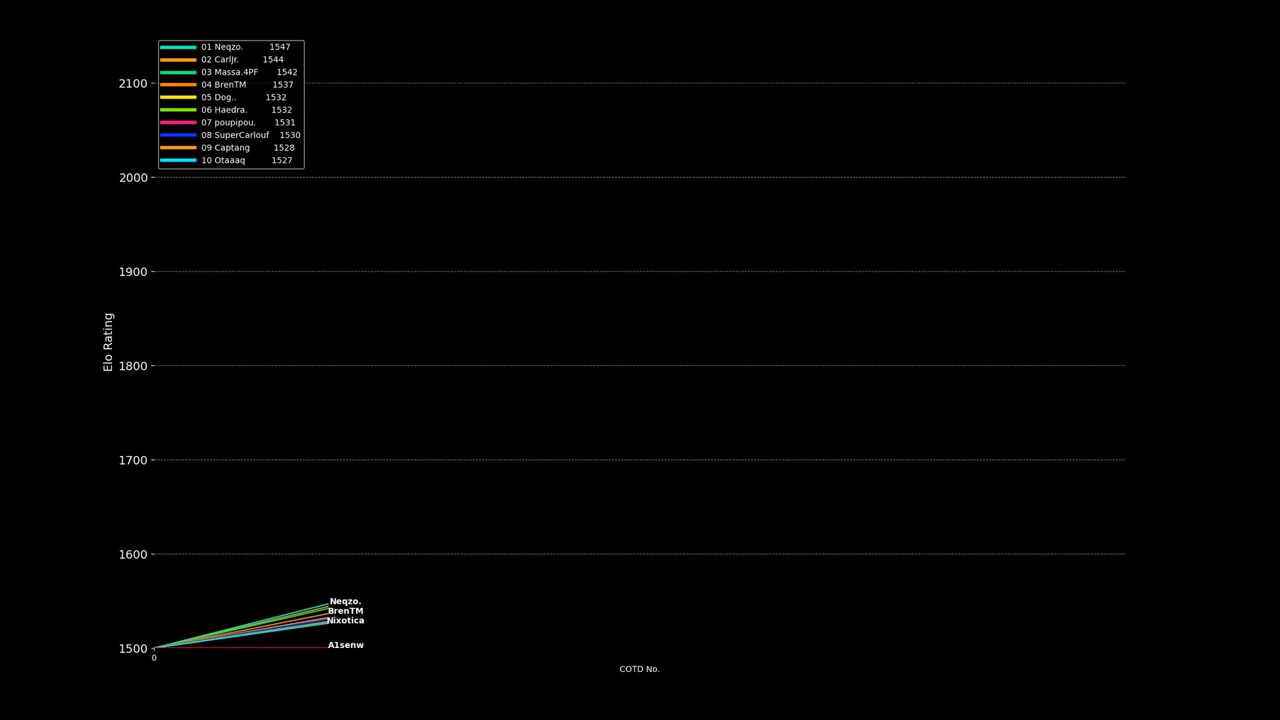 01 Neqzo. 1547
02 CarlJr. 1544
03 Massa.4PF 1542
04 BrenTM 1537
05 Dog.. 1532
06 Haedra. 1532
07 poupipou. 1531
08 SuperCarlouf 1530
09 Captang 1528
10 Otaaaq 1527
2100
2000
1900
1800
1700
1600
1500
Elo Rating
Neqzo.
BrenTM
Nixotica
A1senw
0
COTD No.